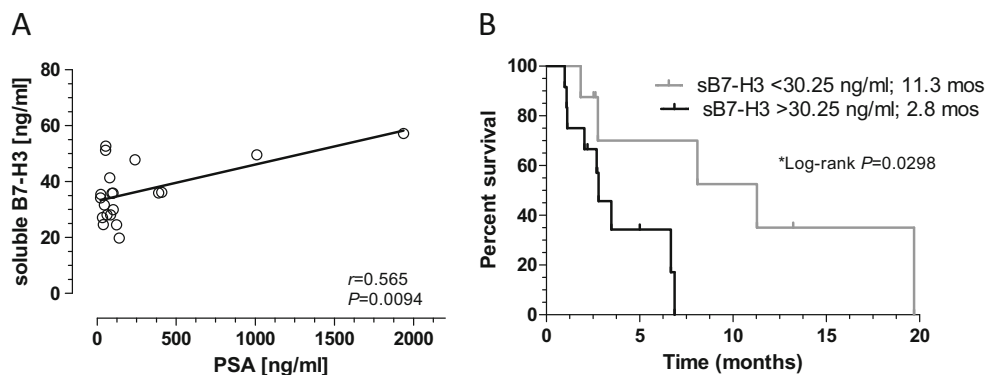 A
soluble B7-H3 [ng/ml]
80
60
40
20
0
0
500
1000
1500
2000
PSA [ng/ml]
r=0.565
P=0.0094
B
Percent survival
100
80
60
40
20
0
0
5
10
15
20
Time (months)
sB7-H3 <30.25 ng/ml; 11.3 mos
sB7-H3 >30.25 ng/ml; 2.8 mos
*Log-rank P=0.0298